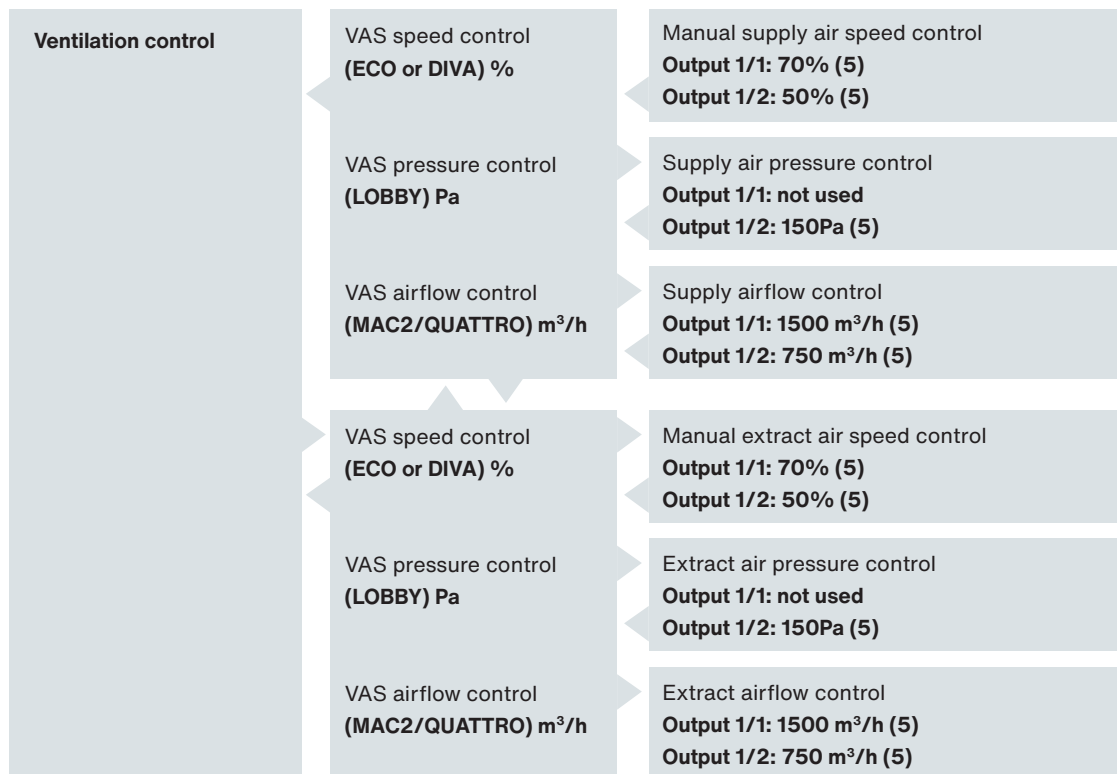 Ventilation control
VAS speed control
(ECO or DIVA) %
Manual supply air speed control
Output 1/1: 70% (5)
Output 1/2: 50% (5)
VAS pressure control
(LOBBY) Pa
Supply air pressure control
Output 1/1: not used
Output 1/2: 150Pa (5)
VAS airflow control
(MAC2/QUATTRO) m³/h
Supply airflow control
Output 1/1: 1500 m³/h (5)
Output 1/2: 750 m³/h (5)
VAS speed control
(ECO or DIVA) %
Manual extract air speed control
Output 1/1: 70% (5)
Output 1/2: 50% (5)
VAS pressure control
(LOBBY) Pa
Extract air pressure control
Output 1/1: not used
Output 1/2: 150Pa (5)
VAS airflow control
(MAC2/QUATTRO) m³/h
Extract airflow control
Output 1/1: 1500 m³/h (5)
Output 1/2: 750 m³/h (5)